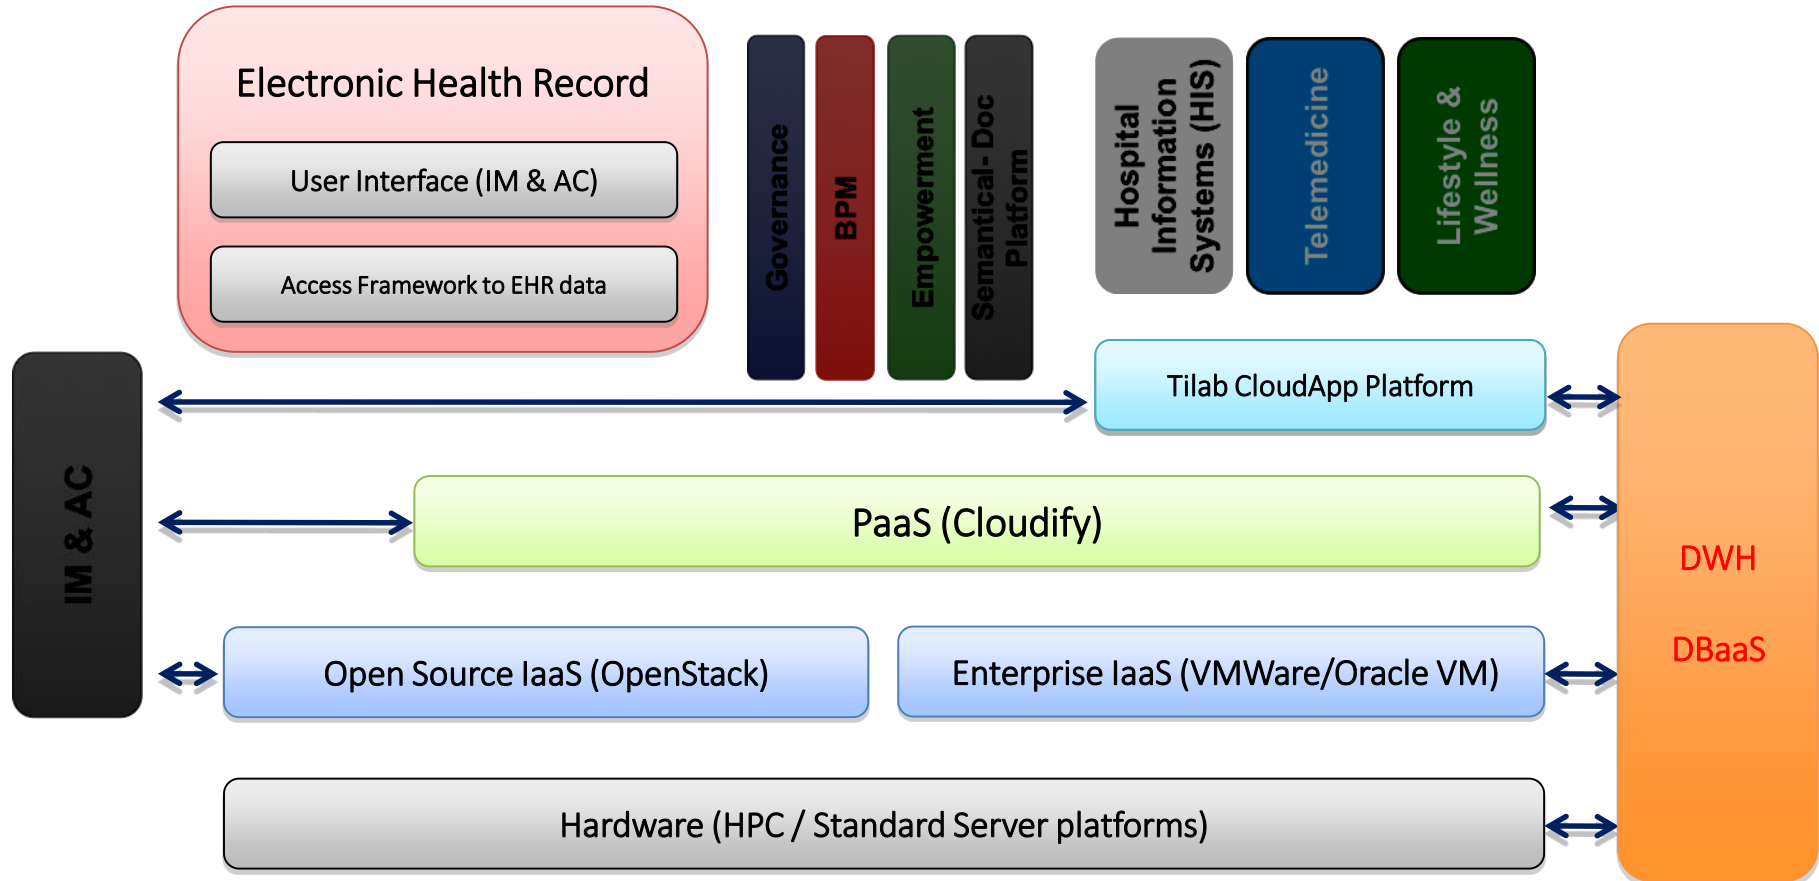 Electronic Health Record
User Interface (IM & AC)
Access Framework to EHR data
Governance
BPM
Empowerment
Semantical- Doc
Platform
Hospital
Information
Systems (HIS)
Telemedicine
Lifestyle &
Wellness
IM & AC
Tilab CloudApp Platform
PaaS (Cloudify)
Open Source IaaS (OpenStack)
Enterprise IaaS (VMWare/Oracle VM)
Hardware (HPC / Standard Server platforms)
DWH
DBaaS